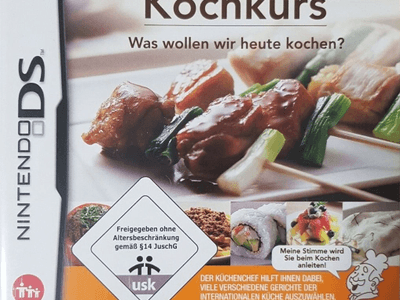 Kochkurs
Was wollen wir heute kochen?
NINTENDO DS
TM
Freigegeben ohne
Altersbeschränkung
gemäß §14 JuschG
usk
Meine Stimme wird
Sie beim Kochen
anleiten!
DER KÜCHENCHEF HILFT IHNEN DABEI,
VIELE VERSCHIEDENE GERICHTE DER
INTERNATIONALEN KÜCHE AUSZUWÄHLEN,